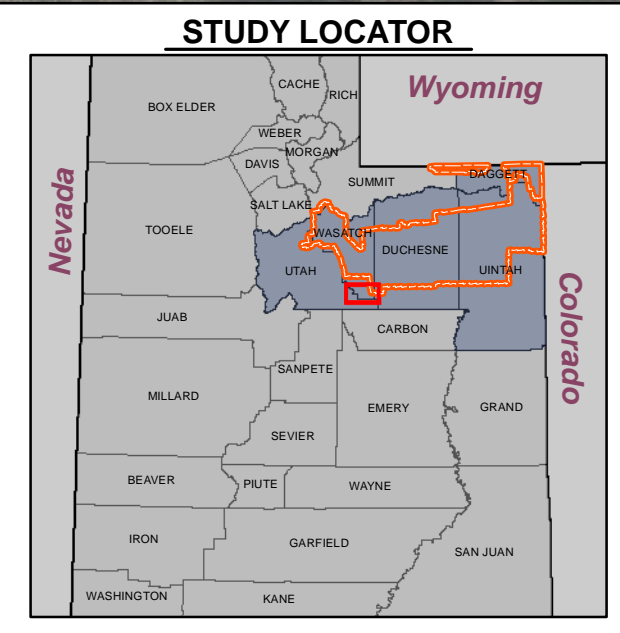 STUDY LOCATOR
CACHE
RICH
Wyoming
BOX ELDER
WEBER
MORGAN
DAVIS
DAGGETT
SUMMIT
SALT LAKE
Nevada
TOOELE
WASATCH
DUCHESNE
UTAH
UINTAH
Colorado
JUAB
CARBON
SANPETE
MILLARD
EMERY
GRAND
SEVIER
BEAVER
PIUTE
WAYNE
IRON
GARFIELD
SAN JUAN
WASHINGTON
KANE